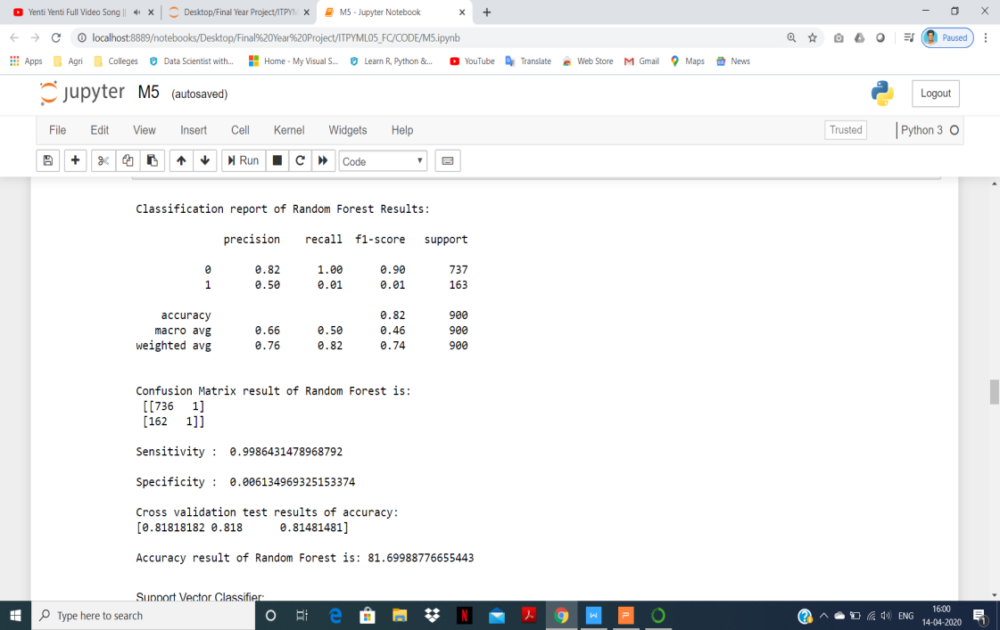 Yenti Yenti Full Video Song ||
Desktop/Final Year Project/ITPYM
M5 - Jupyter Notebook
localhost:8889/notebooks/Desktop/Final%20Year%20Project/ITPYML05_FC/CODE/M5.ipynb
Paused
Apps Agri Colleges Data Scientist with... Home - My Visual S... Learn R, Python &... YouTube Translate Web Store Gmail Maps News
jupyter M5 (autosaved)
Logout
File Edit View Insert Cell Kernel Widgets Help Trusted Python 3
Run Code
Classification report of Random Forest Results:
precision recall f1-score support
0 0.82 1.00 0.90 737
1 0.50 0.01 0.01 163
accuracy 0.82 900
macro avg 0.66 0.50 0.46 900
weighted avg 0.76 0.82 0.74 900
Confusion Matrix result of Random Forest is:
[[736 1]
[162 1]]
Sensitivity : 0.9986431478968792
Specificity : 0.006134969325153374
Cross validation test results of accuracy:
[0.81818182 0.818 0.81481481]
Accuracy result of Random Forest is: 81.69988776655443
Support Vector Classifier:
Type here to search
ENG
16:00
14-04-2020
1